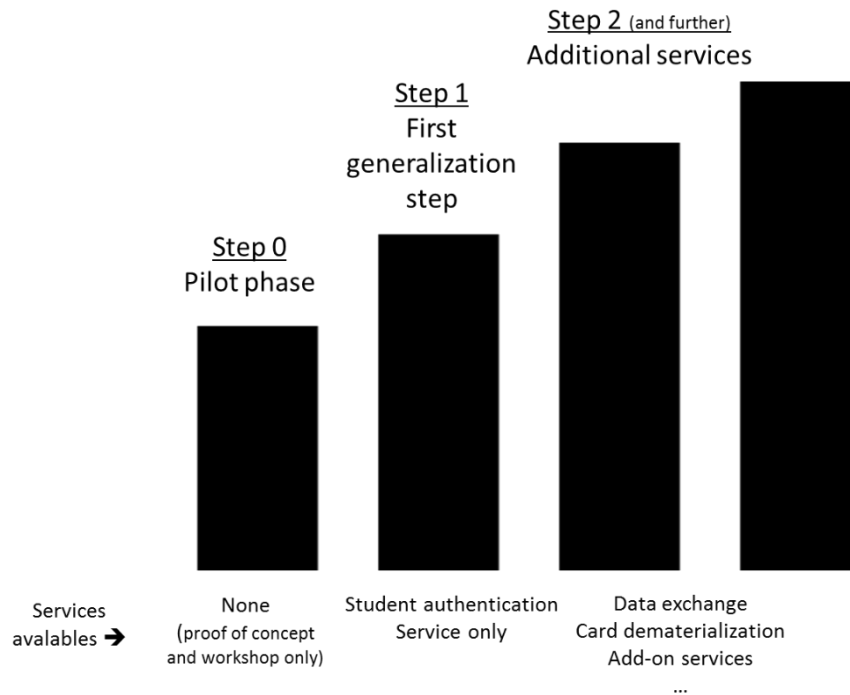 Step 2 (and further)
Additional services
Step 1
First
generalization
step
Step 0
Pilot phase
Services
avalables ➔
None
(proof of concept
and workshop only)
Student authentication
Service only
Data exchange
Card dematerialization
Add-on services
...